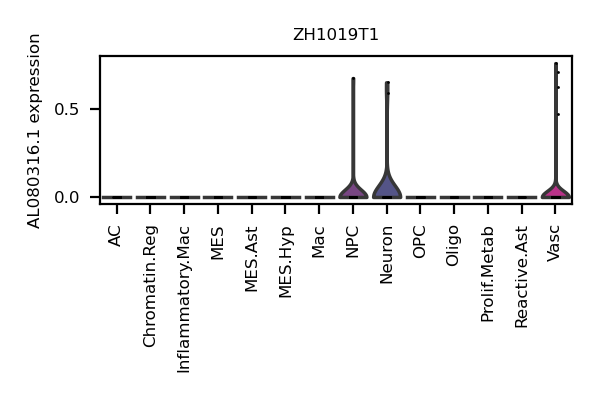 ZH1019T1
AL080316.1 expression
0.5
0.0
AC
Chromatin.Reg
Inflammatory.Mac
MES
MES.Ast
MES.Hyp
Mac
NPC
Neuron
OPC
Oligo
Prolif.Metab
Reactive.Ast
Vasc